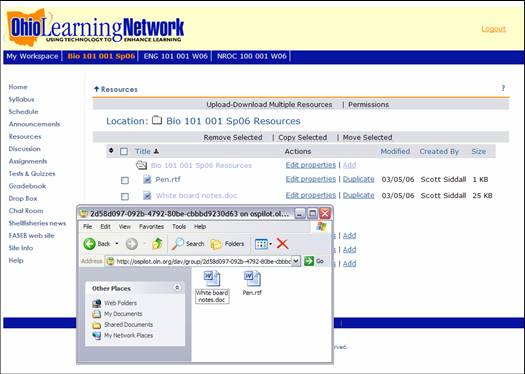 OhioLearningNetwork
USING TECHNOLOGY TO ENHANCE LEARNING
Logout
My Workspace | Bio 101 001 Sp06 | ENG 101 001 W06 | NROC 100 001 W06
Home
Syllabus
Schedule
Announcements
Resources
Discussion
Assignments
Tests & Quizzes
Gradebook
Drop Box
Chat Room
Shellfisheries news
FASEB web site
Site Info
Help
Resources ?
Upload-Download Multiple Resources | Permissions
Location: Bio 101 001 Sp06 Resources
Remove Selected | Copy Selected | Move Selected
Title Actions Modified Created By Size
Bio 101 001 Sp06 Resources Edit properties | Add
Pen.rtf Edit properties | Duplicate 03/05/06 Scott Siddall 1 KB
White board notes.doc Edit properties | Duplicate 03/05/06 Scott Siddall 25 KB
| Add
| Add
| Add
2d58d097-092b-4792-80be-cbbbd9230d63 on ospilot.ol...
File Edit View Favorites Tools Help
Back Search Folders
Address http://ospilot.oln.org/dav/group/2d58d097-092b-4792-80be-cbbbc Go
Other Places
Web Folders
My Documents
Shared Documents
My Network Places
White board
notes.doc
Pen.rtf
rved.